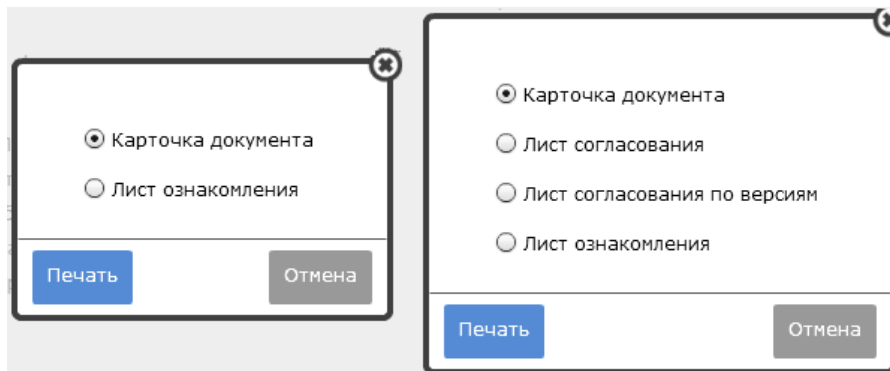 Карточка документа
Лист ознакомления
Печать
Отмена
Карточка документа
Лист согласования
Лист согласования по версиям
Лист ознакомления
Печать
Отмена